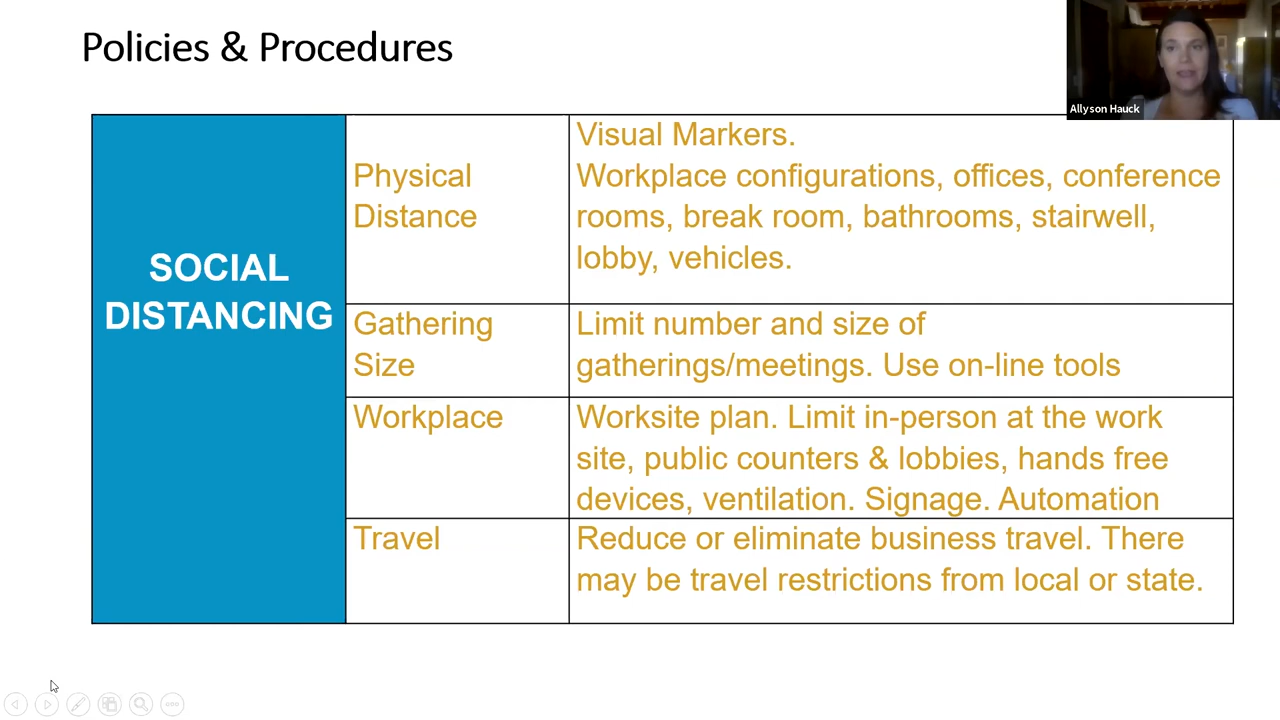 Policies & Procedures
Allyson Hauck
SOCIAL
DISTANCING
Physical
Distance
Visual Markers.
Workplace configurations, offices, conference
rooms, break room, bathrooms, stairwell,
lobby, vehicles.
Gathering
Size
Limit number and size of
gatherings/meetings. Use on-line tools
Workplace
Worksite plan. Limit in-person at the work
site, public counters & lobbies, hands free
devices, ventilation. Signage. Automation
Travel
Reduce or eliminate business travel. There
may be travel restrictions from local or state.